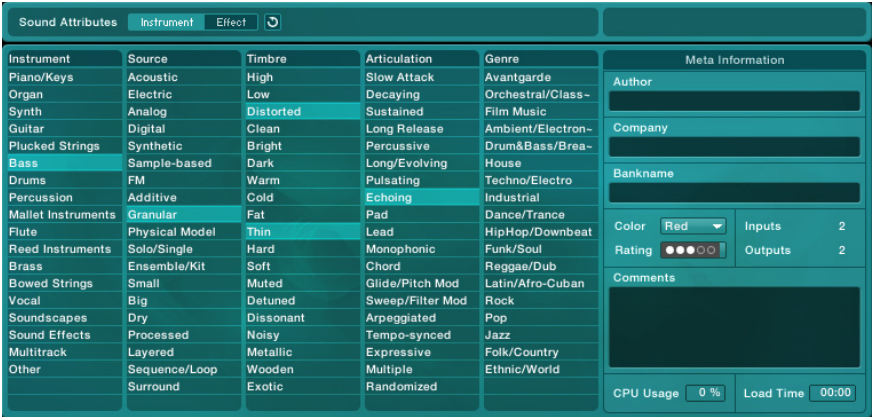 Sound Attributes Instrument Effect
Instrument Source Timbre Articulation Genre Meta Information
Piano/Keys Acoustic High Slow Attack Avantgarde
Author
Organ Electric Low Decaying Orchestral/Class~
Synth Analog Distorted Sustained Film Music
Guitar Digital Clean Long Release Ambient/Electron~
Company
Plucked Strings Synthetic Bright Percussive Drum&Bass/Brea~
Bass Sample-based Dark Long/Evolving House
Bankname
Drums FM Warm Pulsating Techno/Electro
Percussion Additive Cold Echoing Industrial
Mallet Instruments Granular Fat Pad Dance/Trance
Flute Physical Model Thin Lead HipHop/Downbeat
Color Red Inputs 2
Reed Instruments Solo/Single Hard Monophonic Funk/Soul
Rating Outputs 2
Brass Ensemble/Kit Soft Chord Reggae/Dub
Comments
Bowed Strings Small Muted Glide/Pitch Mod Latin/Afro-Cuban
Vocal Big Detuned Sweep/Filter Mod Rock
Soundscapes Dry Dissonant Arpeggiated Pop
Sound Effects Processed Noisy Tempo-synced Jazz
Multitrack Layered Metallic Expressive Folk/Country
Other Sequence/Loop Wooden Multiple Ethnic/World
Surround Exotic Randomized
CPU Usage 0 % Load Time 00:00